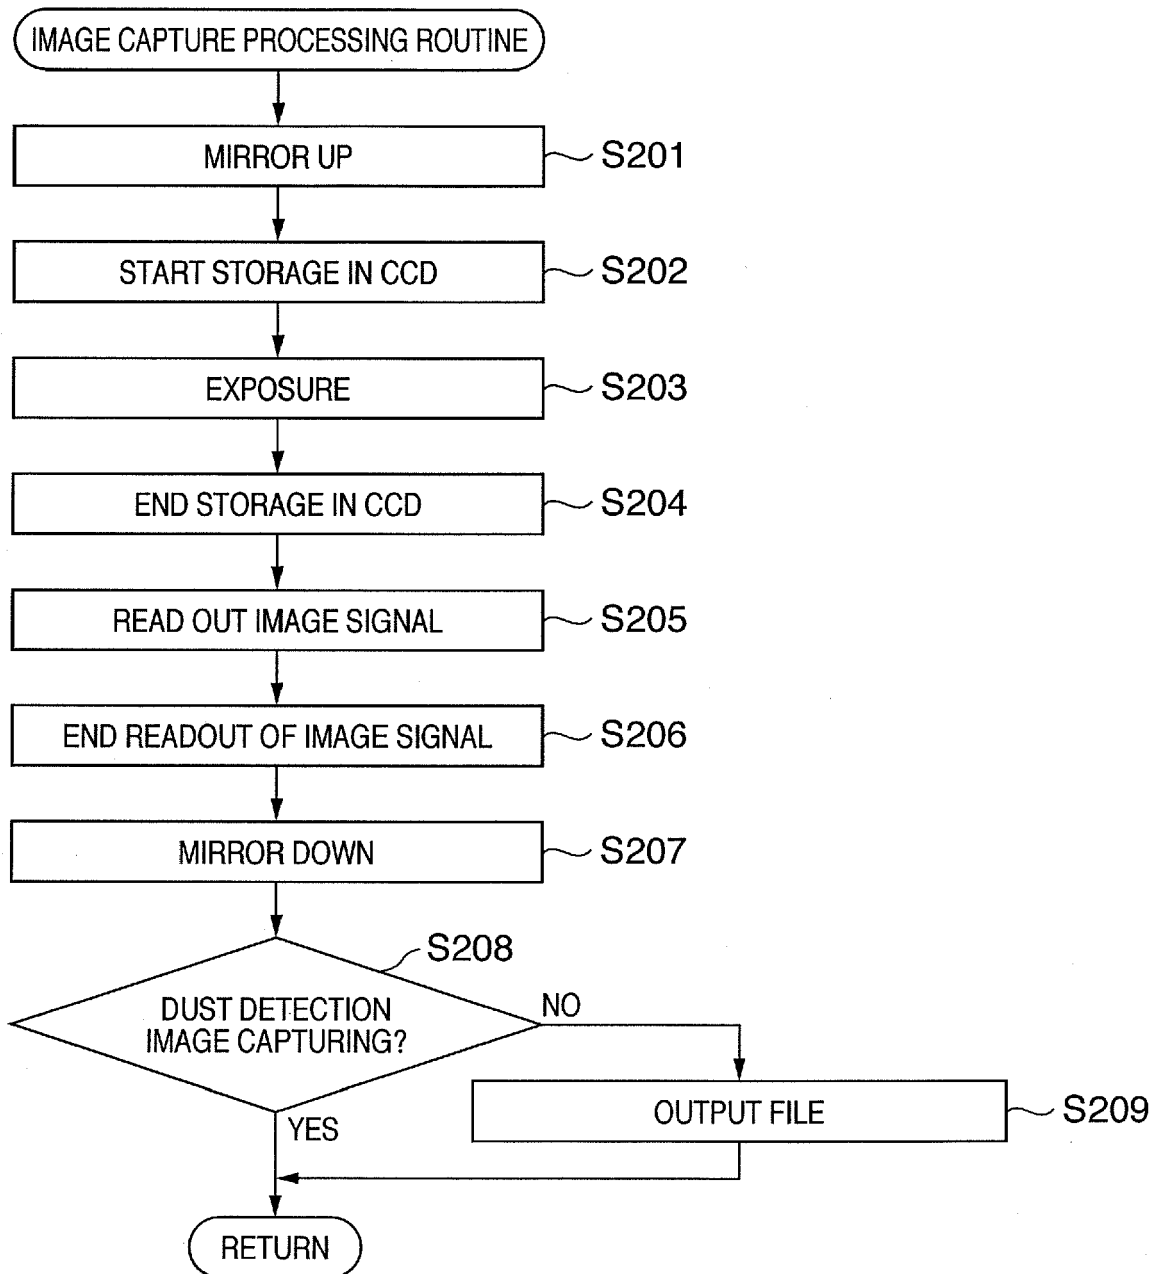 IMAGE CAPTURE PROCESSING ROUTINE
MIRROR UP
S201
START STORAGE IN CCD
S202
EXPOSURE
S203
END STORAGE IN CCD
S204
READ OUT IMAGE SIGNAL
S205
END READOUT OF IMAGE SIGNAL
S206
MIRROR DOWN
S207
S208
DUST DETECTION
IMAGE CAPTURING?
NO
YES
OUTPUT FILE
S209
RETURN